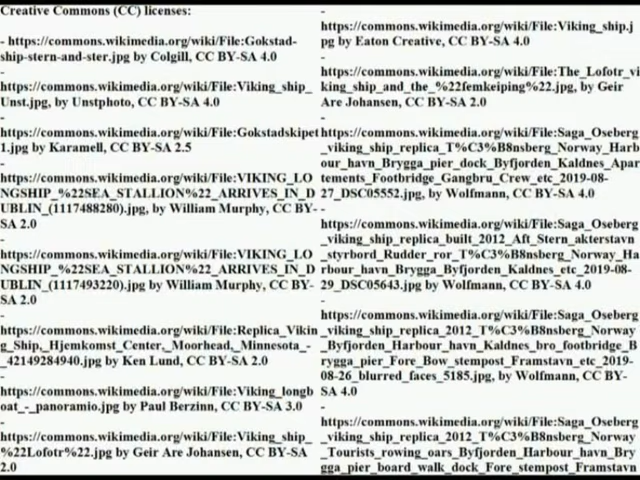 Creative Commons (CC) licenses:
- https://commons.wikimedia.org/wiki/File:Gokstad-
ship-stern-and-ster.jpg by Colgill, CC BY-SA 4.0
-
https://commons.wikimedia.org/wiki/File:Viking_ship_
Unst.jpg, by Unstphoto, CC BY-SA 4.0
-
https://commons.wikimedia.org/wiki/File:Gokstadskipet
1.jpg by Karamell, CC BY-SA 2.5
-
https://commons.wikimedia.org/wiki/File:VIKING_LO
NGSHIP_%22SEA_STALLION%22_ARRIVES_IN_D
UBLIN_(1117488280).jpg, by William Murphy, CC BY-
SA 2.0
-
https://commons.wikimedia.org/wiki/File:VIKING_LO
NGSHIP_%22SEA_STALLION%22_ARRIVES_IN_D
UBLIN_(1117493220).jpg by William Murphy, CC BY-
SA 2.0
-
https://commons.wikimedia.org/wiki/File:Replica_Vikin
g_Ship,_Hjemkomst_Center,_Moorhead,_Minnesota_-
_42149284940.jpg by Ken Lund, CC BY-SA 2.0
-
https://commons.wikimedia.org/wiki/File:Viking_longb
oat_-_panoramio.jpg by Paul Berzinn, CC BY-SA 3.0
-
https://commons.wikimedia.org/wiki/File:Viking_ship_
%22Lofotr%22.jpg by Geir Are Johansen, CC BY-SA
2.0
-
https://commons.wikimedia.org/wiki/File:Viking_ship.j
pg by Eaton Creative, CC BY-SA 4.0
-
https://commons.wikimedia.org/wiki/File:The_Lofotr_vi
king_ship_and_the_%22femkeiping%22.jpg, by Geir
Are Johansen, CC BY-SA 2.0
-
https://commons.wikimedia.org/wiki/File:Saga_Oseberg
_viking_ship_replica_T%C3%B8nsberg_Norway_Harb
our_havn_Brygga_pier_dock_Byfjorden_Kaldnes_Apar
tements_Footbridge_Gangbru_Crew_etc_2019-08-
27_DSC05552.jpg, by Wolfmann, CC BY-SA 4.0
-
https://commons.wikimedia.org/wiki/File:Saga_Oseberg
_viking_ship_replica_built_2012_Aft_Stern_akterstavn
_styrbord_Rudder_ror_T%C3%B8nsberg_Norway_Ha
rbour_havn_Brygga_Byfjorden_Kaldnes_etc_2019-08-
29_DSC05643.jpg by Wolfmann, CC BY-SA 4.0
-
https://commons.wikimedia.org/wiki/File:Saga_Oseberg
_viking_ship_replica_2012_T%C3%B8nsberg_Norway
_Byfjorden_Harbour_havn_Kaldnes_bro_footbridge_B
rygga_pier_Fore_Bow_stempost_Framstavn_etc_2019-
08-26_blurred_faces_5185.jpg, by Wolfmann, CC BY-
SA 4.0
-
https://commons.wikimedia.org/wiki/File:Saga_Oseberg
_viking_ship_replica_2012_T%C3%B8nsberg_Norway
_Tourists_rowing_oars_Byfjorden_Harbour_havn_Bry
gga_pier_board_walk_dock_Fore_stempost_Framstavn